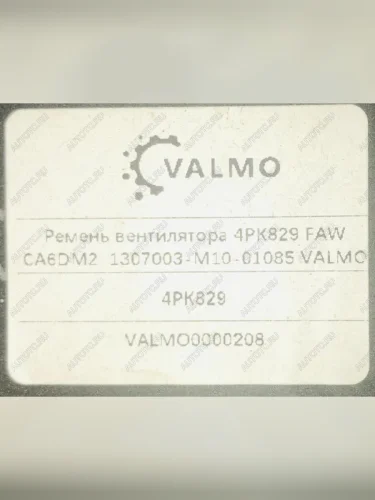 VALMO
Ремень вентилятора 4PK829 FAW
CA6DM2 1307003-M10-01085 VALMO
4PK829
VALMO0000208